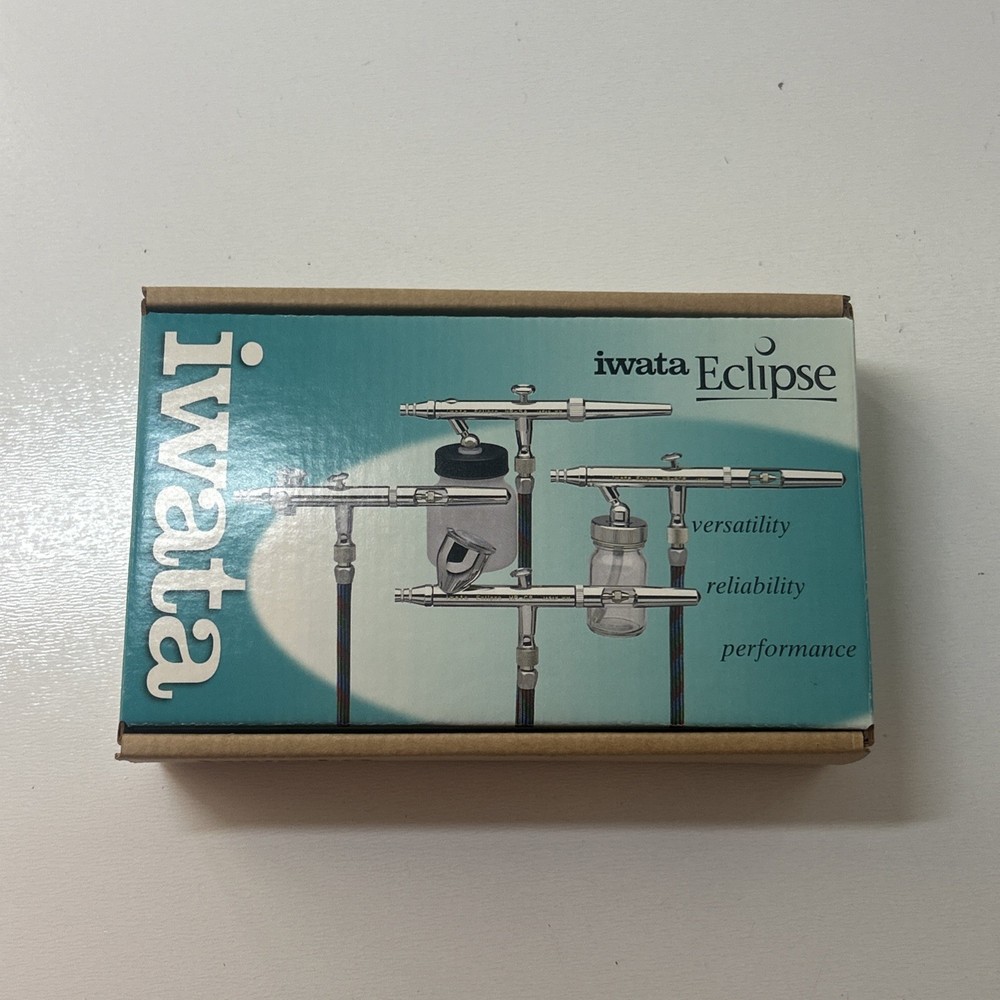 iwata
iwata Eclipse
versatility
reliability
performance